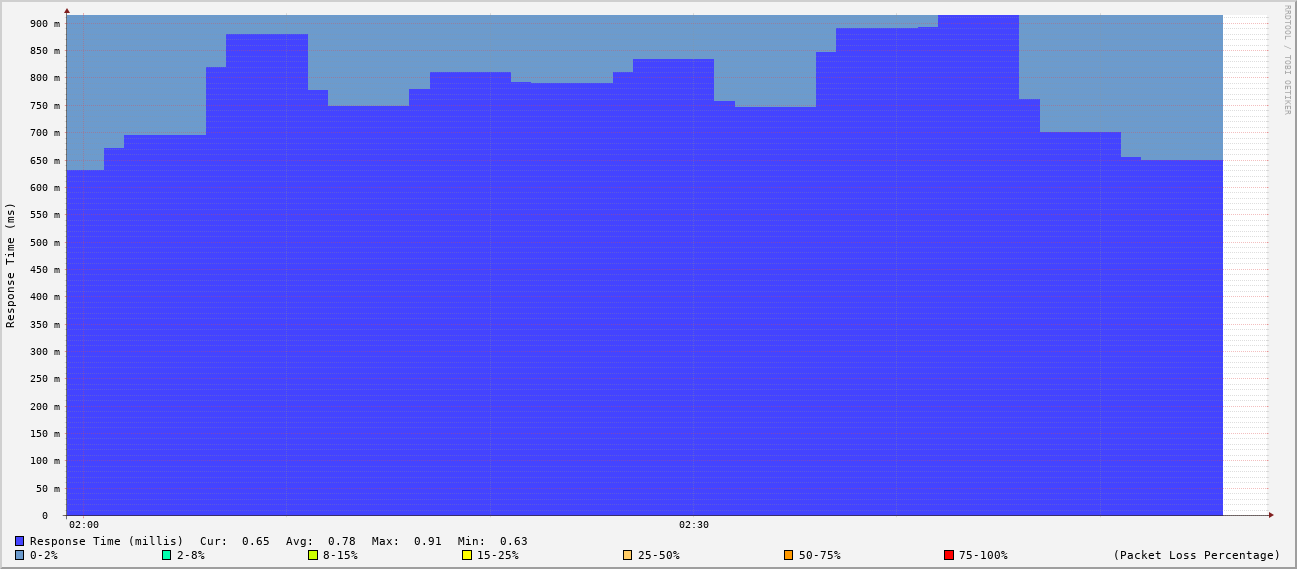 RRDTOOL / TOBI OETIKER
Response Time (ms)
900 m
850 m
800 m
750 m
700 m
650 m
600 m
550 m
500 m
450 m
400 m
350 m
300 m
250 m
200 m
150 m
100 m
50 m
0
02:00 02:30
Response Time (millis) Cur: 0.65 Avg: 0.78 Max: 0.91 Min: 0.63
0-2% 2-8% 8-15% 15-25% 25-50% 50-75% 75-100% (Packet Loss Percentage)